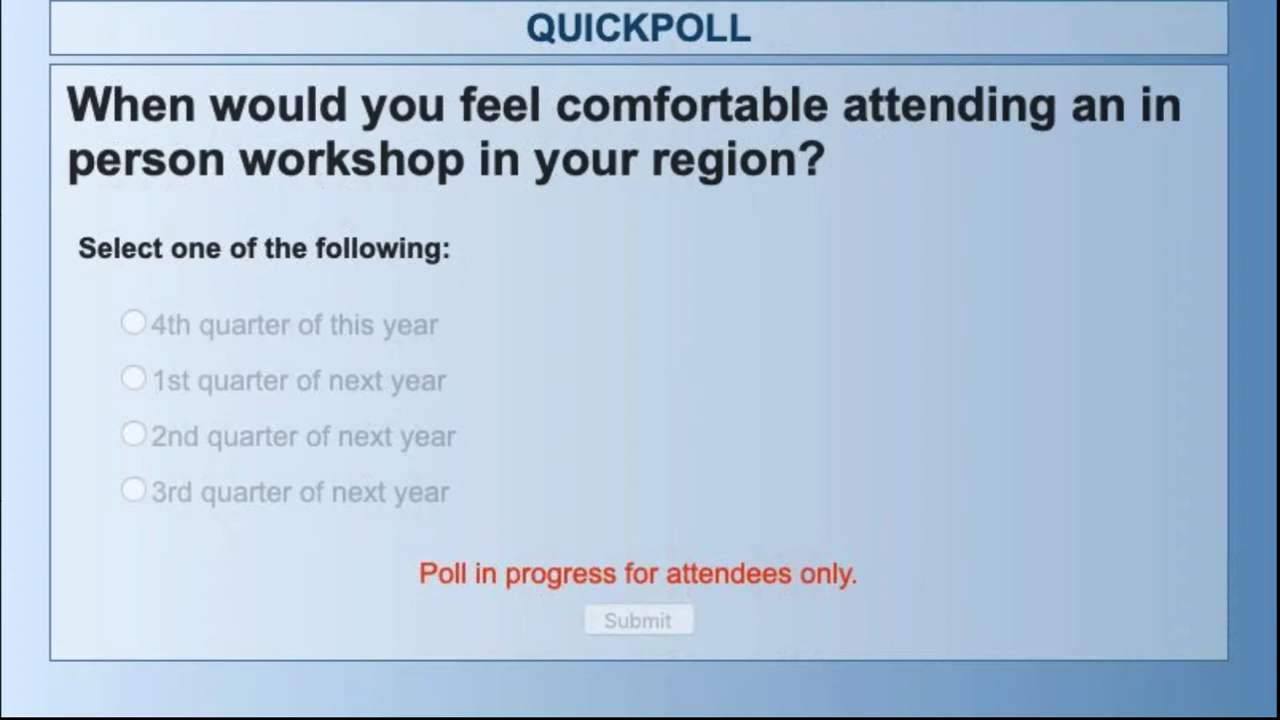 QUICKPOLL
When would you feel comfortable attending an in
person workshop in your region?
Select one of the following:
4th quarter of this year
1st quarter of next year
2nd quarter of next year
3rd quarter of next year
Poll in progress for attendees only.
Submit